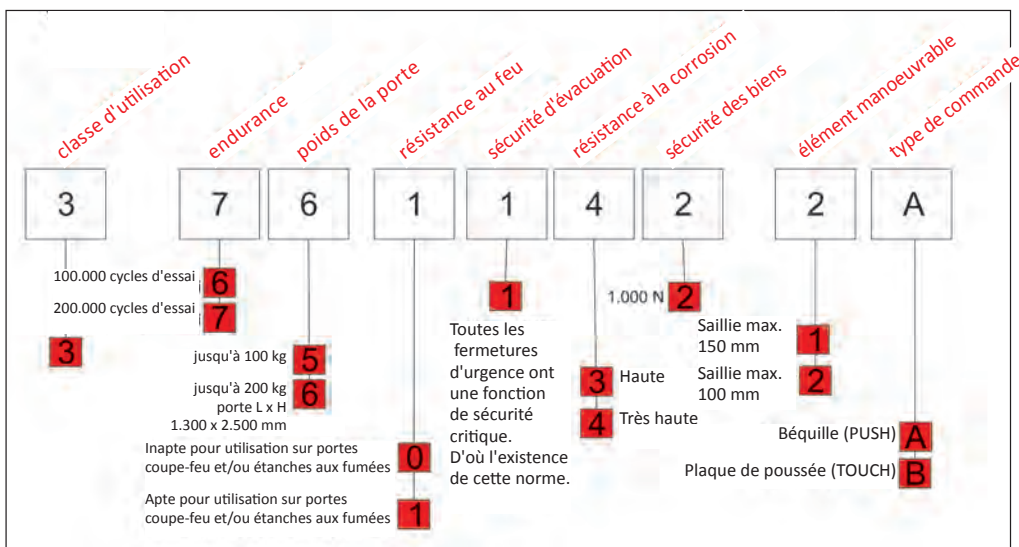 classe d'utilisation
endurance
poids de la porte
résistance au feu
sécurité d'évacuation
résistance à la corrosion
sécurité des biens
élément manoeuvrable
type de commande
3
7
6
1
1
4
2
2
A
100.000 cycles d'essai
6
200.000 cycles d'essai
7
3
jusqu'à 100 kg
5
jusqu'à 200 kg
porte L x H
1.300 x 2.500 mm
6
Inapte pour utilisation sur portes
coupe-feu et/ou étanches aux fumées
0
Apte pour utilisation sur portes
coupe-feu et/ou étanches aux fumées
1
1
Toutes les
fermetures
d'urgence ont
une fonction
de sécurité
critique.
D'où l'existence
de cette norme.
3
Haute
4
Très haute
1.000 N
2
Saillie max.
150 mm
1
Saillie max.
100 mm
2
Béquille (PUSH)
A
Plaque de poussée (TOUCH)
B